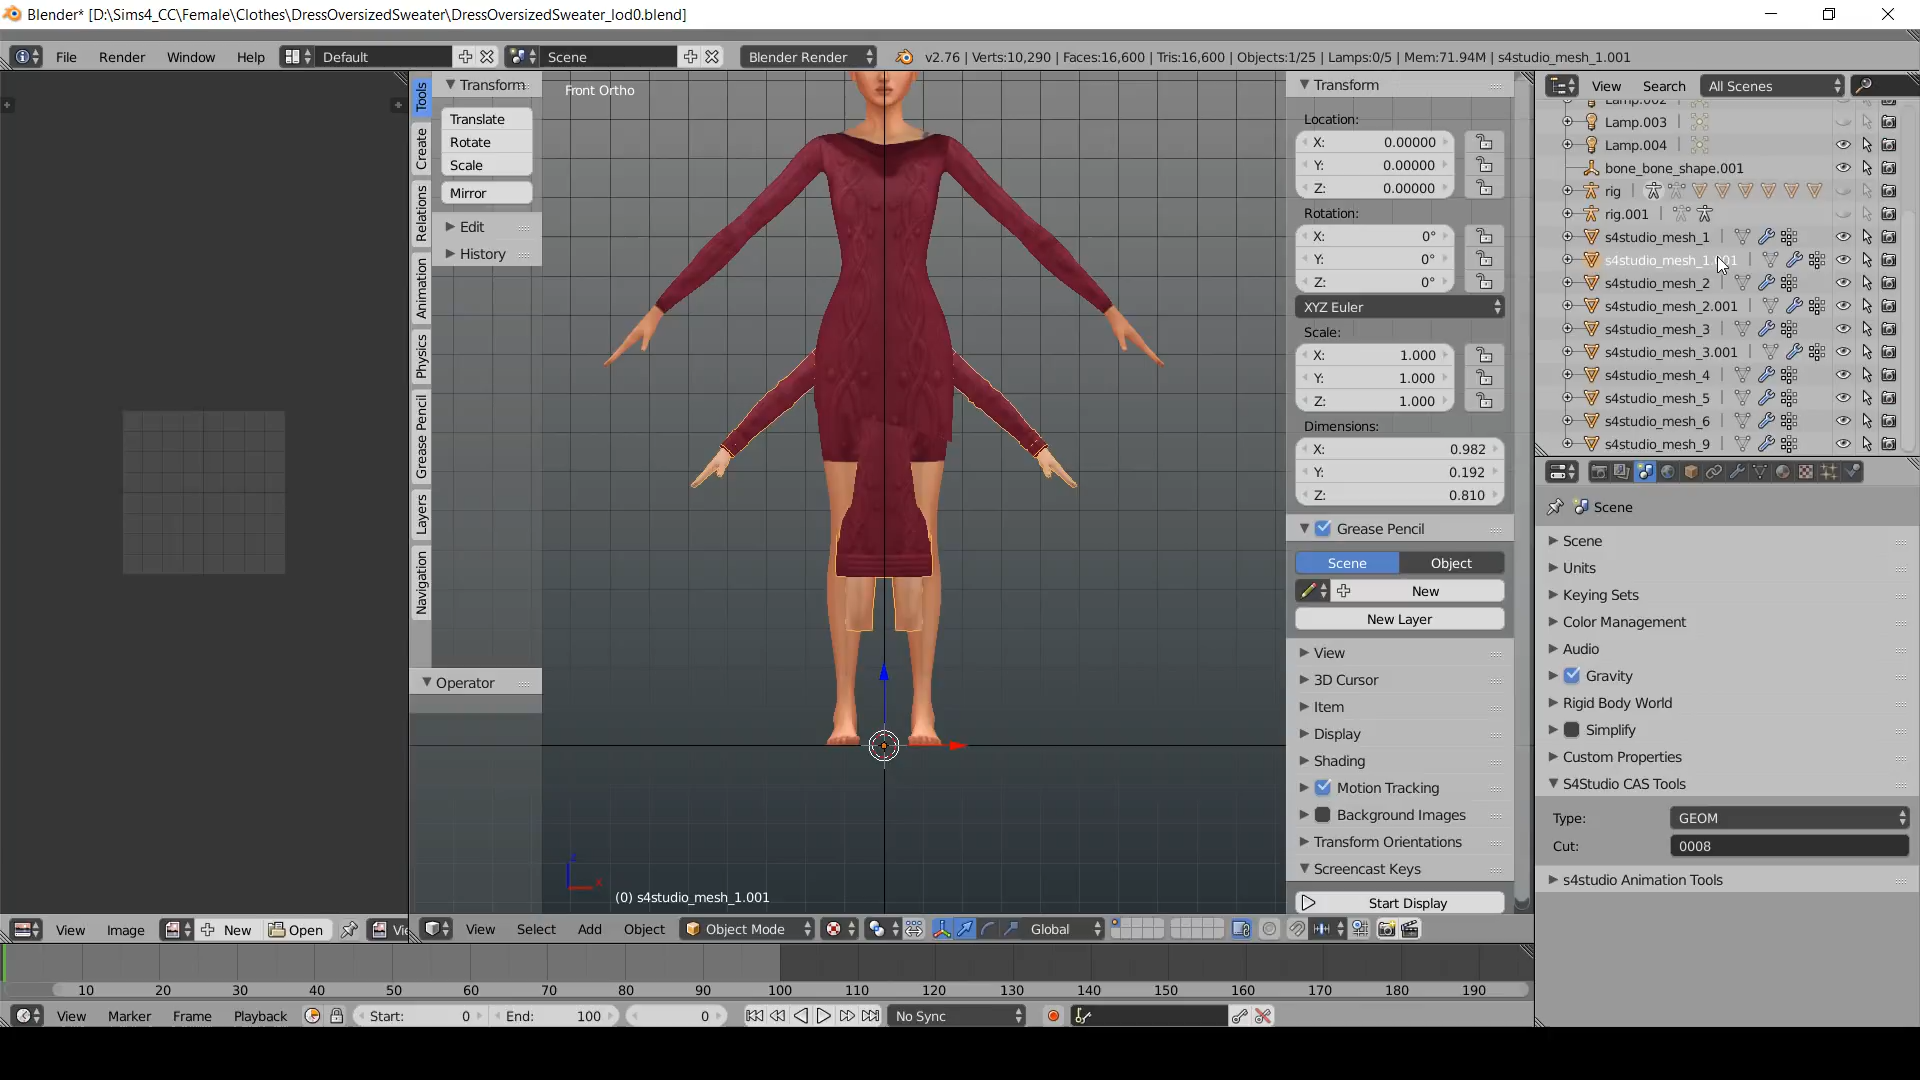 Blender* [D:\Sims4_CC\Female\Clothes\DressOversizedSweater\DressOversizedSweater_lod0.blend]
File Render Window Help Default Scene Blender Render v2.76 | Verts:10,290 | Faces:16,600 | Tris:16,600 | Objects:1/25 | Lamps:0/5 | Mem:71.94M | s4studio_mesh_1.001
Tools
Create
Relations
Animation
Physics
Grease Pencil
Layers
Navigation
Transform
Translate
Rotate
Scale
Mirror
Edit
History
Operator
Front Ortho
(0) s4studio_mesh_1.001
Transform
Location:
X: 0.00000
Y: 0.00000
Z: 0.00000
Rotation:
X: 0°
Y: 0°
Z: 0°
XYZ Euler
Scale:
X: 1.000
Y: 1.000
Z: 1.000
Dimensions:
X: 0.982
Y: 0.192
Z: 0.810
Grease Pencil
Scene Object
New
New Layer
View
3D Cursor
Item
Display
Shading
Motion Tracking
Background Images
Transform Orientations
Screencast Keys
Start Display
View Search All Scenes
Lamp.002
Lamp.003
Lamp.004
bone_bone_shape.001
rig
rig.001
s4studio_mesh_1
s4studio_mesh_1.001
s4studio_mesh_2
s4studio_mesh_2.001
s4studio_mesh_3
s4studio_mesh_3.001
s4studio_mesh_4
s4studio_mesh_5
s4studio_mesh_6
s4studio_mesh_9
Scene
Scene
Units
Keying Sets
Color Management
Audio
Gravity
Rigid Body World
Simplify
Custom Properties
S4Studio CAS Tools
Type: GEOM
Cut: 0008
s4studio Animation Tools
View Image New Open
View Select Add Object Object Mode Global
10 20 30 40 50 60 70 80 90 100 110 120 130 140 150 160 170 180 190
View Marker Frame Playback Start: 0 End: 100 0 No Sync